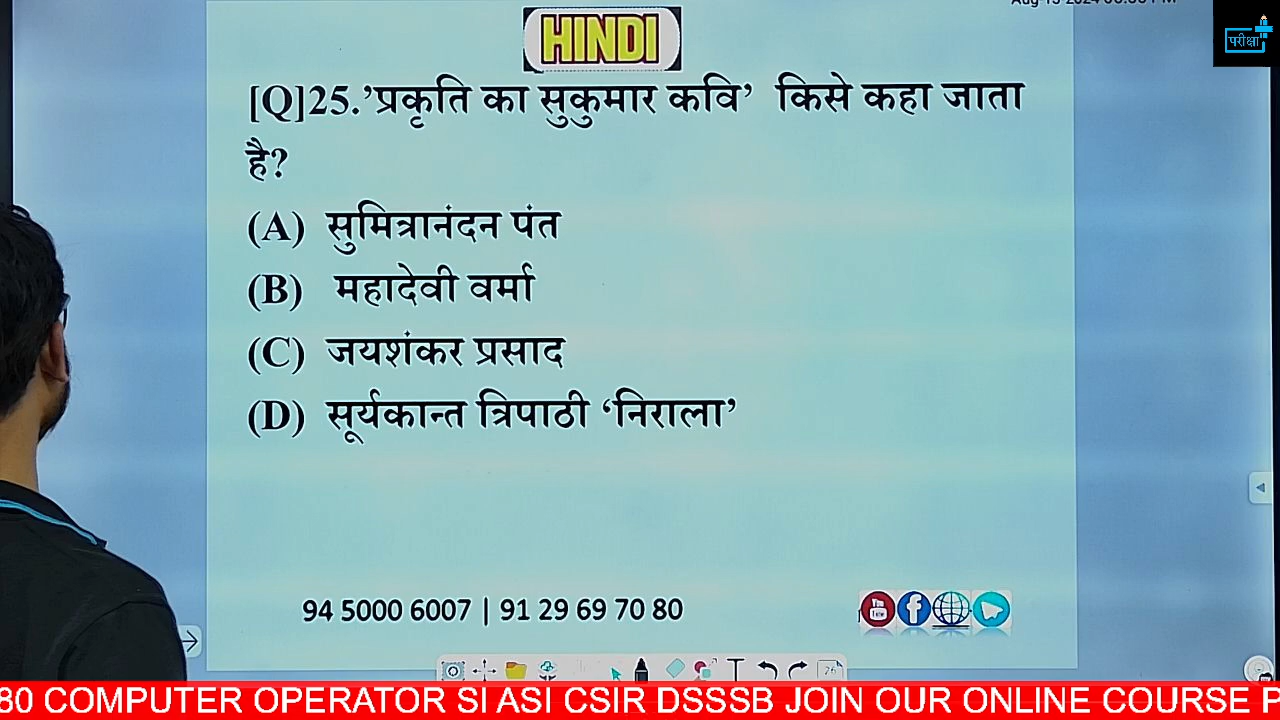 HINDI
परीक्षा
[Q]25.’प्रकृति का सुकुमार कवि’ किसे कहा जाता
है?
(A) सुमित्रानंदन पंत
(B) महादेवी वर्मा
(C) जयशंकर प्रसाद
(D) सूर्यकान्त त्रिपाठी ‘निराला’
94 5000 6007 | 91 29 69 70 80
80 COMPUTER OPERATOR SI ASI CSIR DSSSB JOIN OUR ONLINE COURSE P